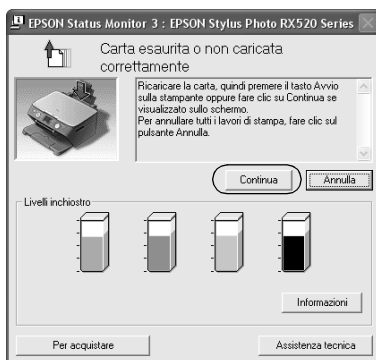 EPSON Status Monitor 3 : EPSON Stylus Photo RX520 Series
Carta esaurita o non caricata
correttamente
Ricaricare la carta, quindi premere il tasto Avvio
sulla stampante oppure fare clic su Continua se
visualizzato sullo schermo.
Per annullare tutti i lavori di stampa, fare clic sul
pulsante Annulla.
Continua
Annulla
Livelli inchiostro
Informazioni
Per acquistare
Assistenza tecnica